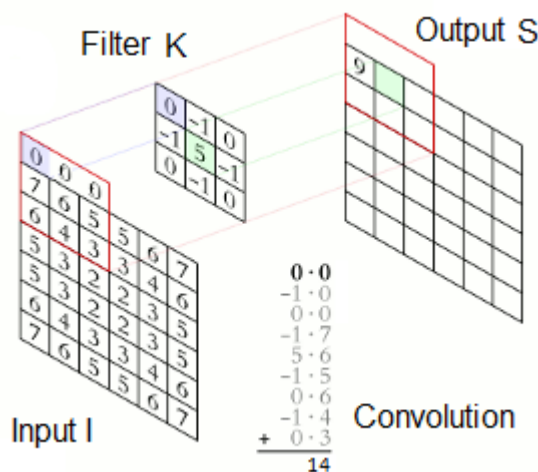 Filter K
0 -1 0
-1 5 -1
0 -1 0
Output S
9
0 0 0
7 6 5 5 6 7
6 4 3 3 4 6
5 3 2 2 3 5
5 3 2 2 3 5
6 4 3 3 4 6
7 6 5 5 6 7
Input I
0 · 0
-1 · 0
0 · 0
-1 · 7
5 · 6
-1 · 5
0 · 6
-1 · 4
+ 0 · 3
14
Convolution